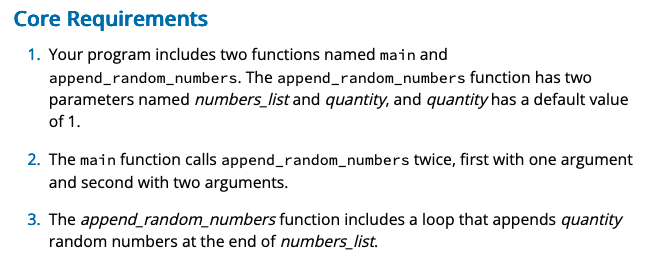 Core Requirements
1. Your program includes two functions named main and
append_random_numbers. The append_random_numbers function has two
parameters named numbers_list and quantity, and quantity has a default value
of 1.
2. The main function calls append_random_numbers twice, first with one argument
and second with two arguments.
3. The append_random_numbers function includes a loop that appends quantity
random numbers at the end of numbers_list.